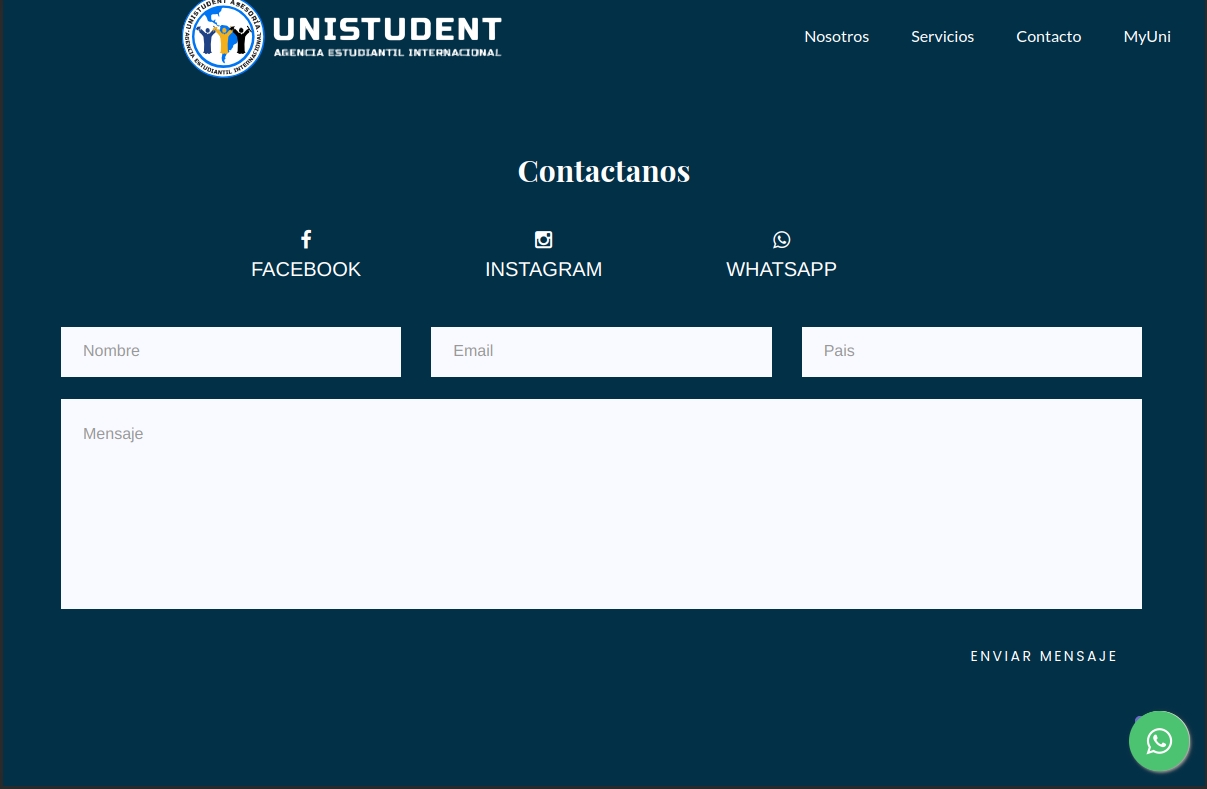 UNISTUDENT ASESORÍA
AGENCIA ESTUDIANTIL INTERNACIONAL
UNISTUDENT
AGENCIA ESTUDIANTIL INTERNACIONAL
Nosotros Servicios Contacto MyUni
Contactanos
FACEBOOK INSTAGRAM WHATSAPP
Nombre Email Pais
Mensaje
ENVIAR MENSAJE